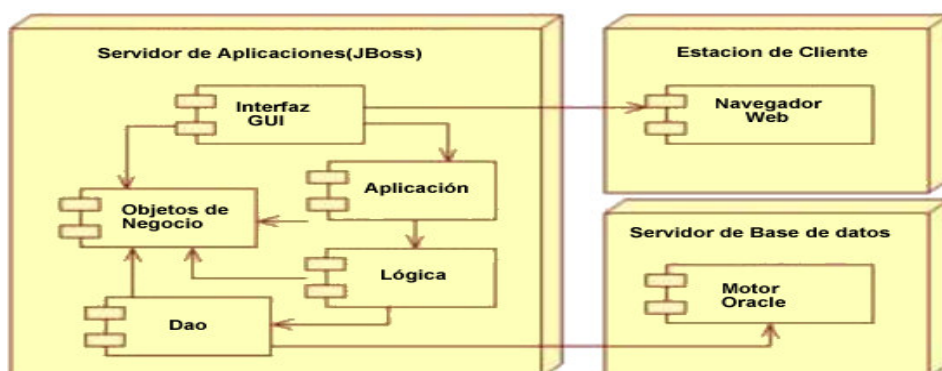 Servidor de Aplicaciones(JBoss)
Interfaz
GUI
Aplicación
Objetos de
Negocio
Lógica
Dao
Estacion de Cliente
Navegador
Web
Servidor de Base de datos
Motor
Oracle